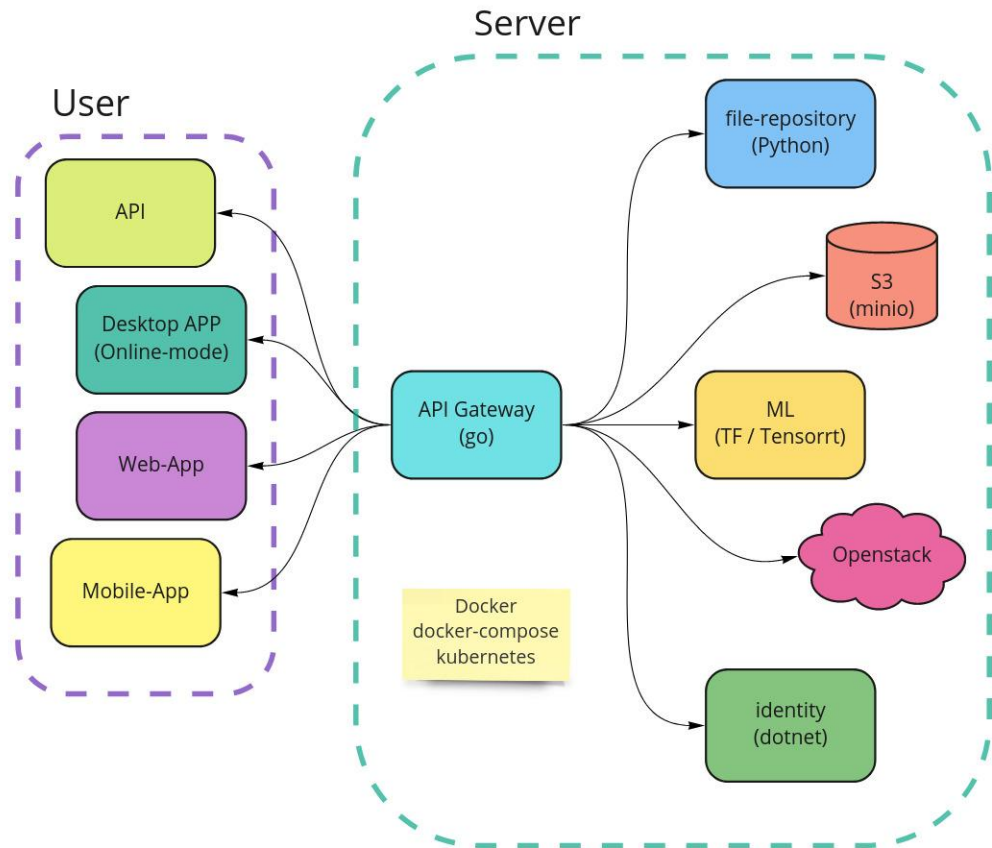 Server
User
API
Desktop APP
(Online-mode)
Web-App
Mobile-App
API Gateway
(go)
Docker
docker-compose
kubernetes
file-repository
(Python)
S3
(minio)
ML
(TF / Tensorrt)
Openstack
identity
(dotnet)